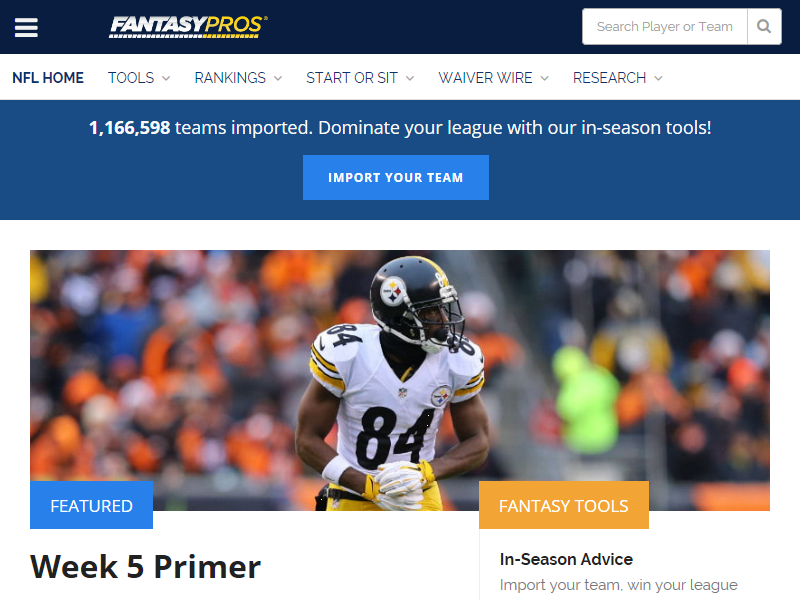 FANTASYPROS®
Search Player or Team
NFL HOME TOOLS RANKINGS START OR SIT WAIVER WIRE RESEARCH
1,166,598 teams imported. Dominate your league with our in-season tools!
IMPORT YOUR TEAM
84 84
84
FEATURED
FANTASY TOOLS
Week 5 Primer
In-Season Advice
Import your team, win your league